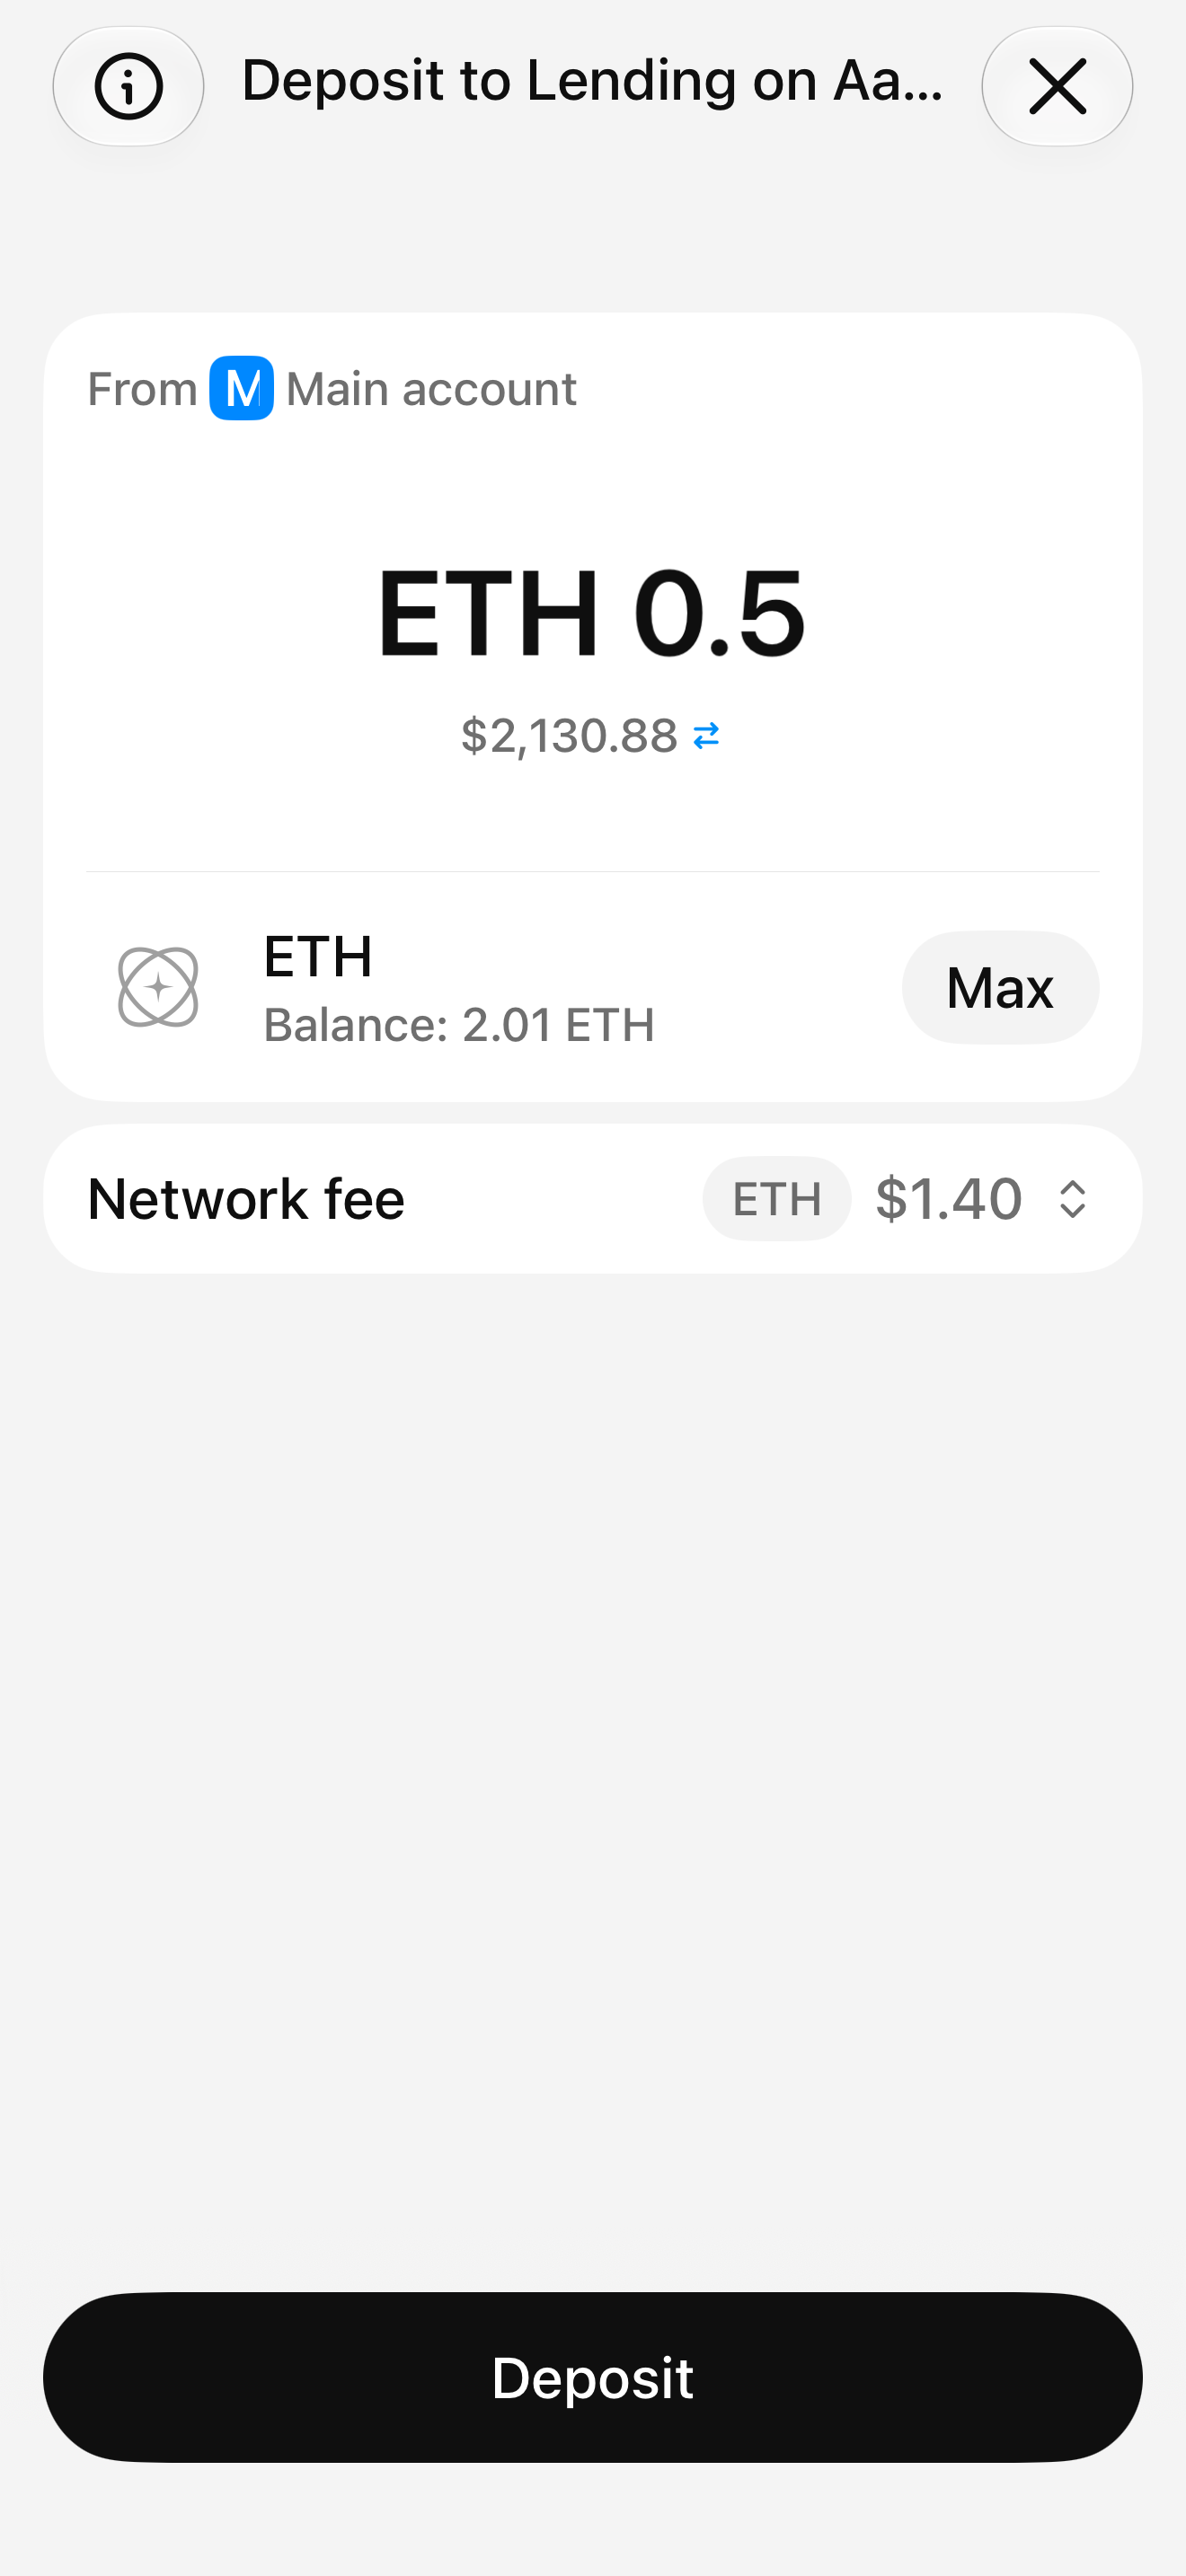 Deposit to Lending on Aa...
From M Main account
ETH 0.5
$2,130.88
ETH
Balance: 2.01 ETH
Max
Network fee
ETH $1.40
Deposit